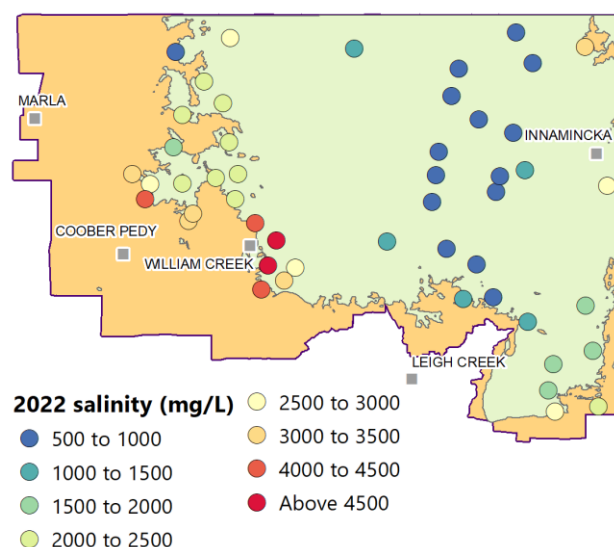 MARLA
INNAMINCKA
COOBER PEDY
WILLIAM CREEK
LEIGH CREEK
2022 salinity (mg/L)
500 to 1000
1000 to 1500
1500 to 2000
2000 to 2500
2500 to 3000
3000 to 3500
4000 to 4500
Above 4500